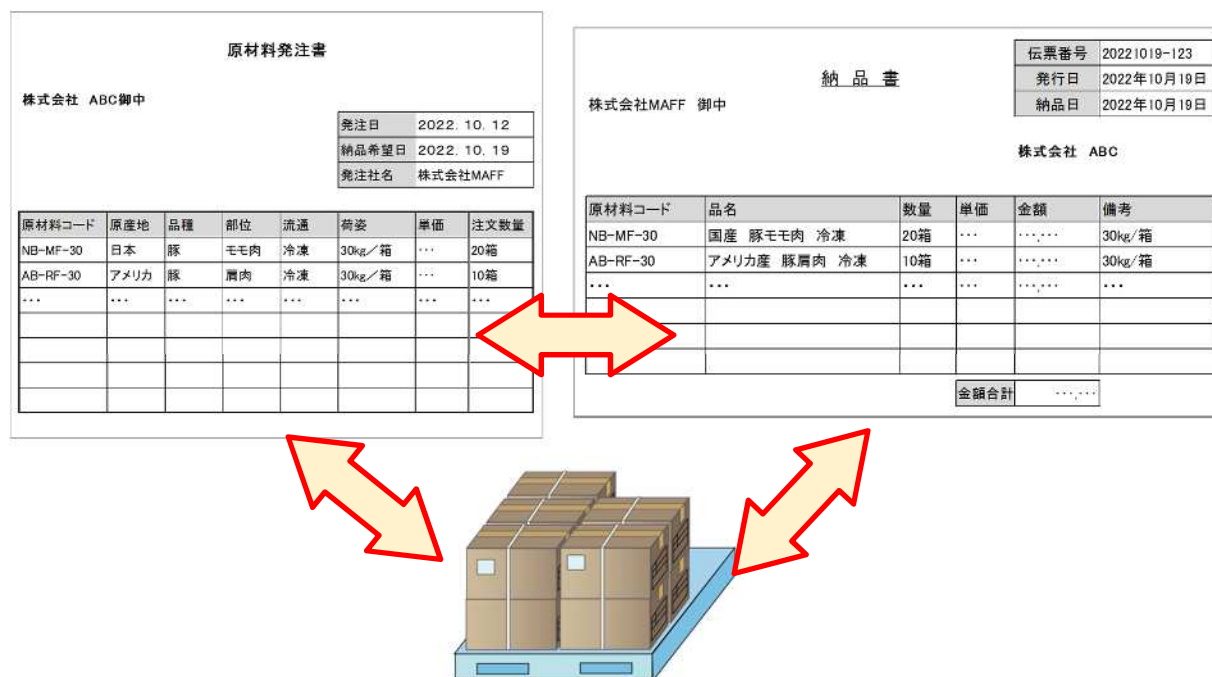 原材料発注書
株式会社 ABC御中
発注日 2022. 10. 12
納品希望日 2022. 10. 19
発注社名 株式会社MAFF
原材料コード 原産地 品種 部位 流通 荷姿 単価 注文数量
NB-MF-30 日本 豚 モモ肉 冷凍 30kg/箱 ・・・ 20箱
AB-RF-30 アメリカ 豚 肩肉 冷凍 30kg/箱 ・・・ 10箱
・・・ ・・・ ・・・ ・・・ ・・・ ・・・ ・・・ ・・・
納 品 書
伝票番号 20221019-123
発行日 2022年10月19日
納品日 2022年10月19日
株式会社MAFF 御中
株式会社 ABC
原材料コード 品名 数量 単価 金額 備考
NB-MF-30 国産 豚モモ肉 冷凍 20箱 ・・・ ・・・,・・・ 30kg/箱
AB-RF-30 アメリカ産 豚肩肉 冷凍 10箱 ・・・ ・・・,・・・ 30kg/箱
・・・ ・・・ ・・・ ・・・ ・・・,・・・ ・・・
金額合計 ・・・,・・・